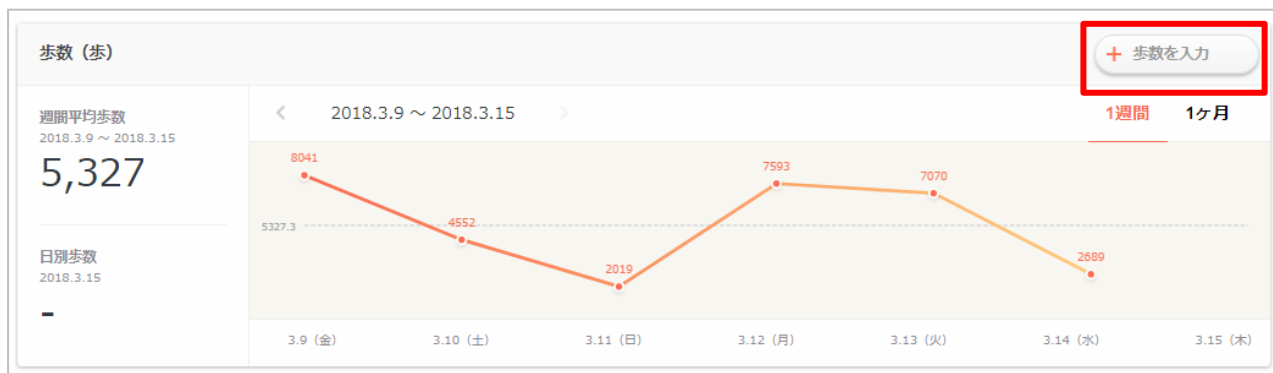 歩数（歩）
+ 歩数を入力
週間平均歩数
2018.3.9 ～ 2018.3.15
5,327
日別歩数
2018.3.15
-
< 2018.3.9 ～ 2018.3.15 >
1週間 1ヶ月
8041
4552
2019
7593
7070
2689
5327.3
3.9（金） 3.10（土） 3.11（日） 3.12（月） 3.13（火） 3.14（水） 3.15（木）